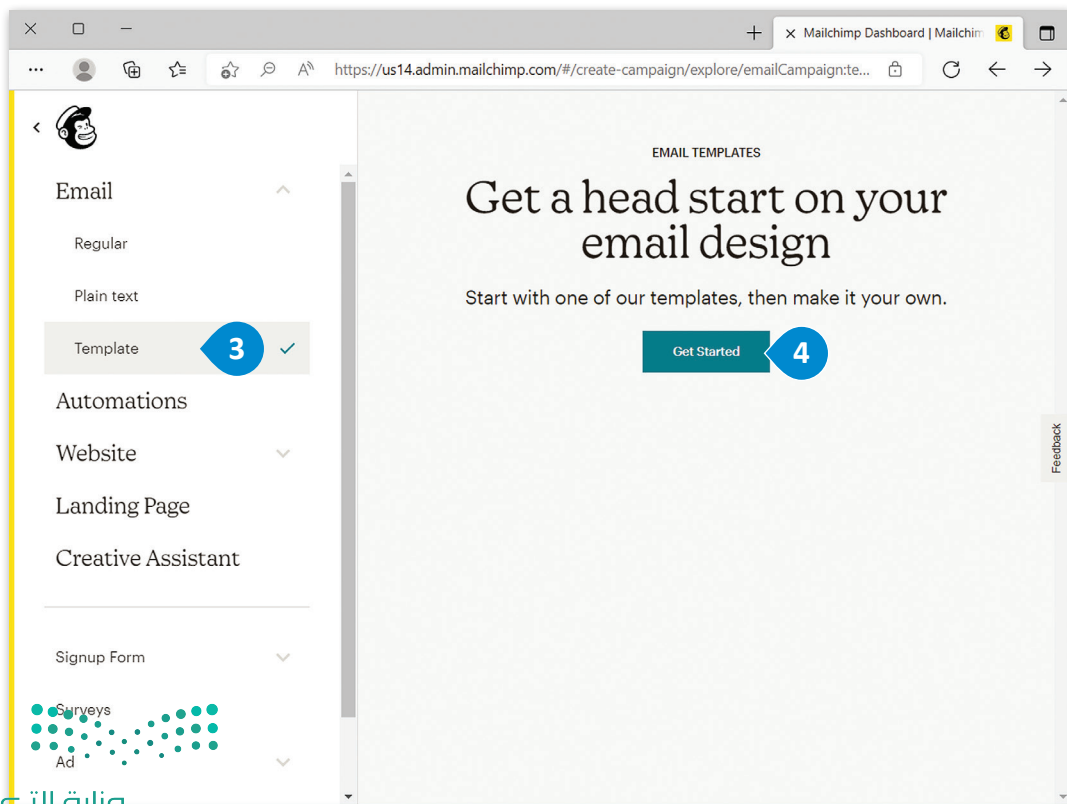 Mailchimp Dashboard | Mailchim
https://us14.admin.mailchimp.com/#/create-campaign/explore/emailCampaign:te...
Email
Regular
Plain text
Template
3
Automations
Website
Landing Page
Creative Assistant
Signup Form
Surveys
Ad
EMAIL TEMPLATES
Get a head start on your
email design
Start with one of our templates, then make it your own.
Get Started
4
Feedback